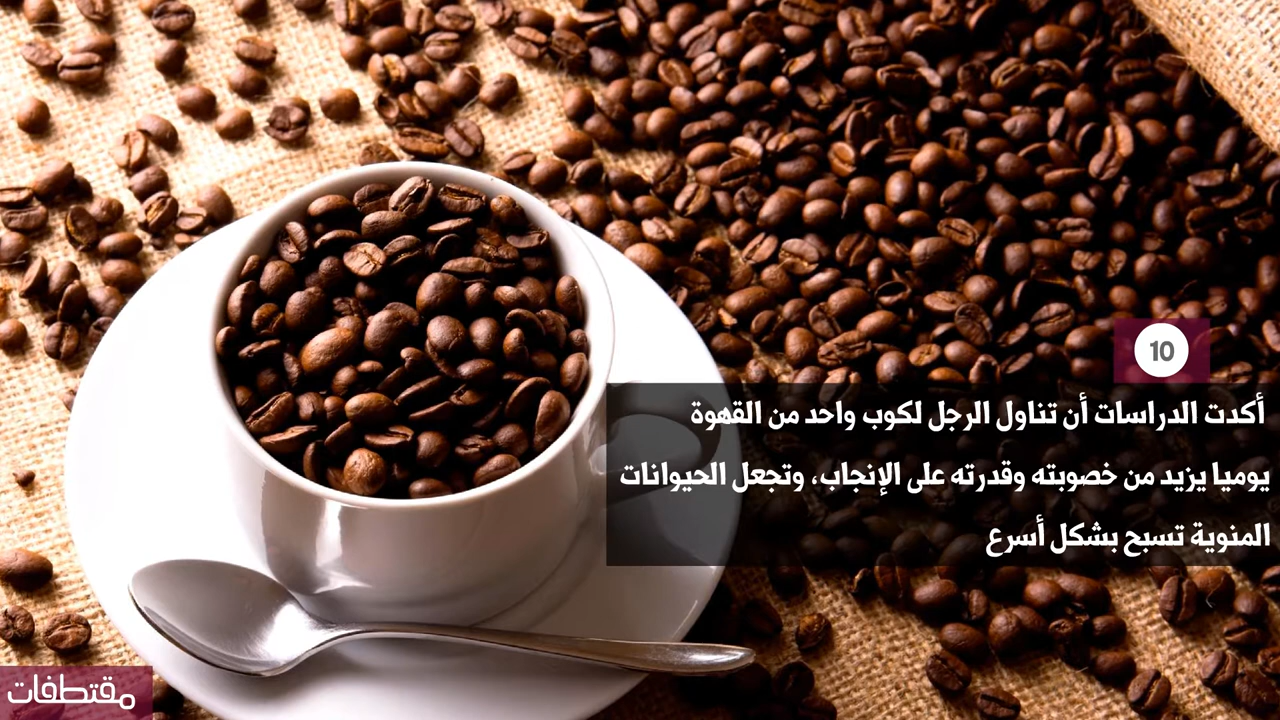 10
أكدت الدراسات أن تناول الرجل لكوب واحد من القهوة
يوميا يزيد من خصوبته وقدرته على الإنجاب، وتجعل الحيوانات
المنوية تسبح بشكل أسرع
مقتطفات